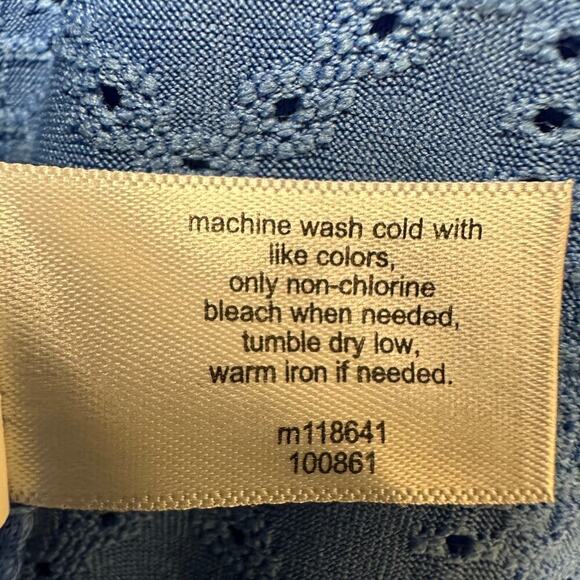 machine wash cold with
like colors,
only non-chlorine
bleach when needed,
tumble dry low,
warm iron if needed.
m118641
100861